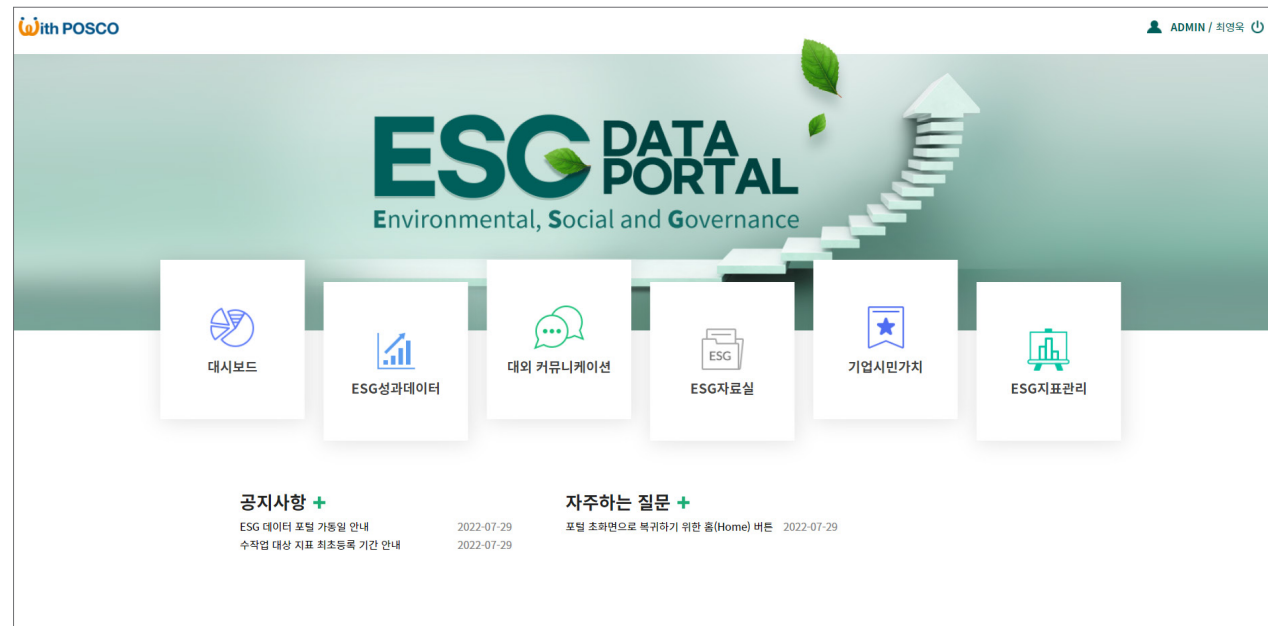 With POSCO
ADMIN / 최영욱
ESG DATA PORTAL
Environmental, Social and Governance
대시보드
ESG성과데이터
대외 커뮤니케이션
ESG
ESG자료실
기업시민가치
ESG지표관리
공지사항 +
ESG 데이터 포털 가동일 안내 2022-07-29
수작업 대상 지표 최초등록 기간 안내 2022-07-29
자주하는 질문 +
포털 초화면으로 복귀하기 위한 홈(Home) 버튼 2022-07-29